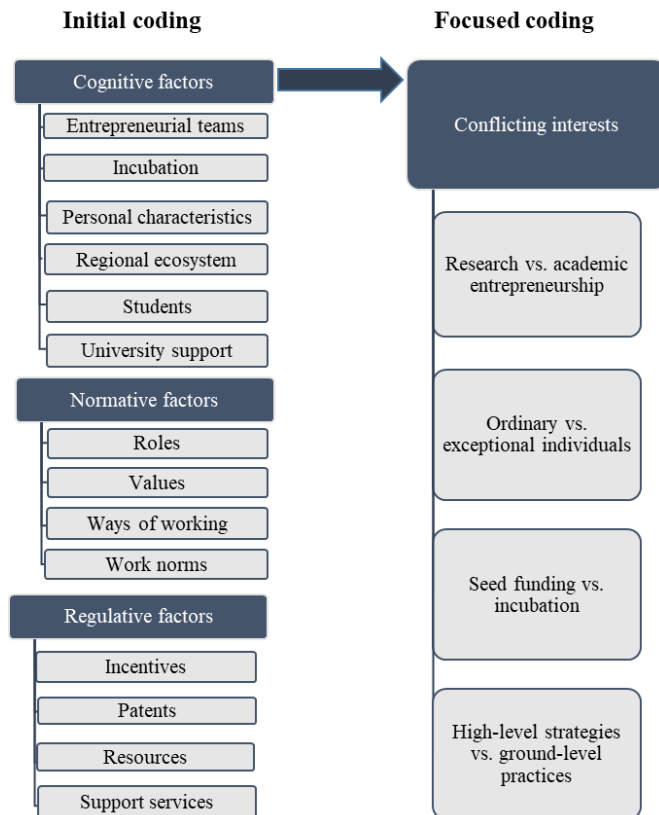 Initial coding
Cognitive factors
Entrepreneurial teams
Incubation
Personal characteristics
Regional ecosystem
Students
University support
Normative factors
Roles
Values
Ways of working
Work norms
Regulative factors
Incentives
Patents
Resources
Support services
Focused coding
Conflicting interests
Research vs. academic
entrepreneurship
Ordinary vs.
exceptional individuals
Seed funding vs.
incubation
High-level strategies
vs. ground-level
practices